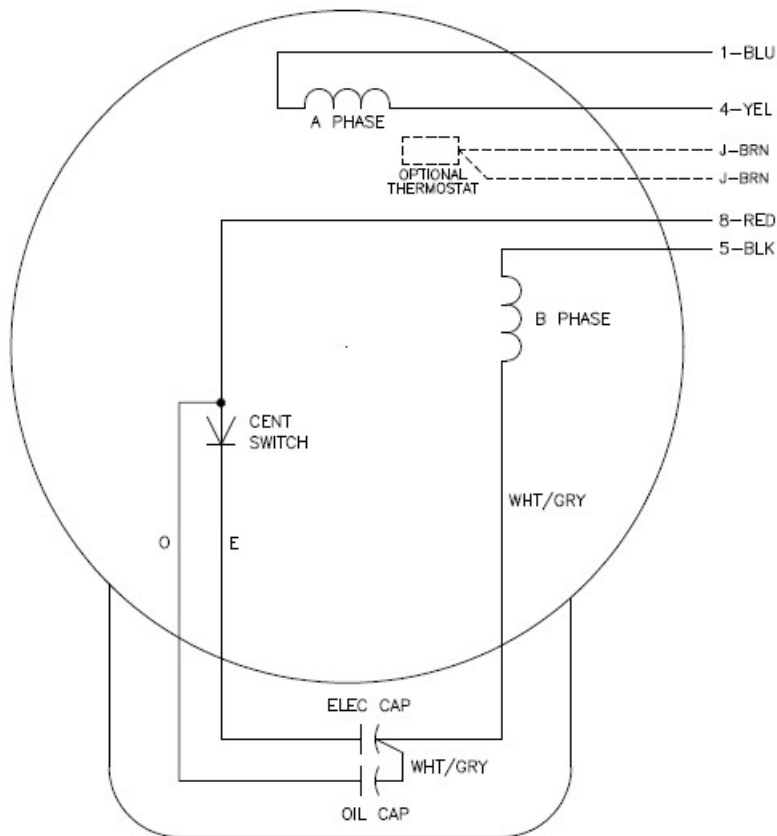 1-BLU
A PHASE
4-YEL
J-BRN
OPTIONAL
THERMOSTAT
J-BRN
8-RED
5-BLK
B PHASE
CENT
SWITCH
WHT/GRY
O
E
ELEC CAP
WHT/GRY
OIL CAP